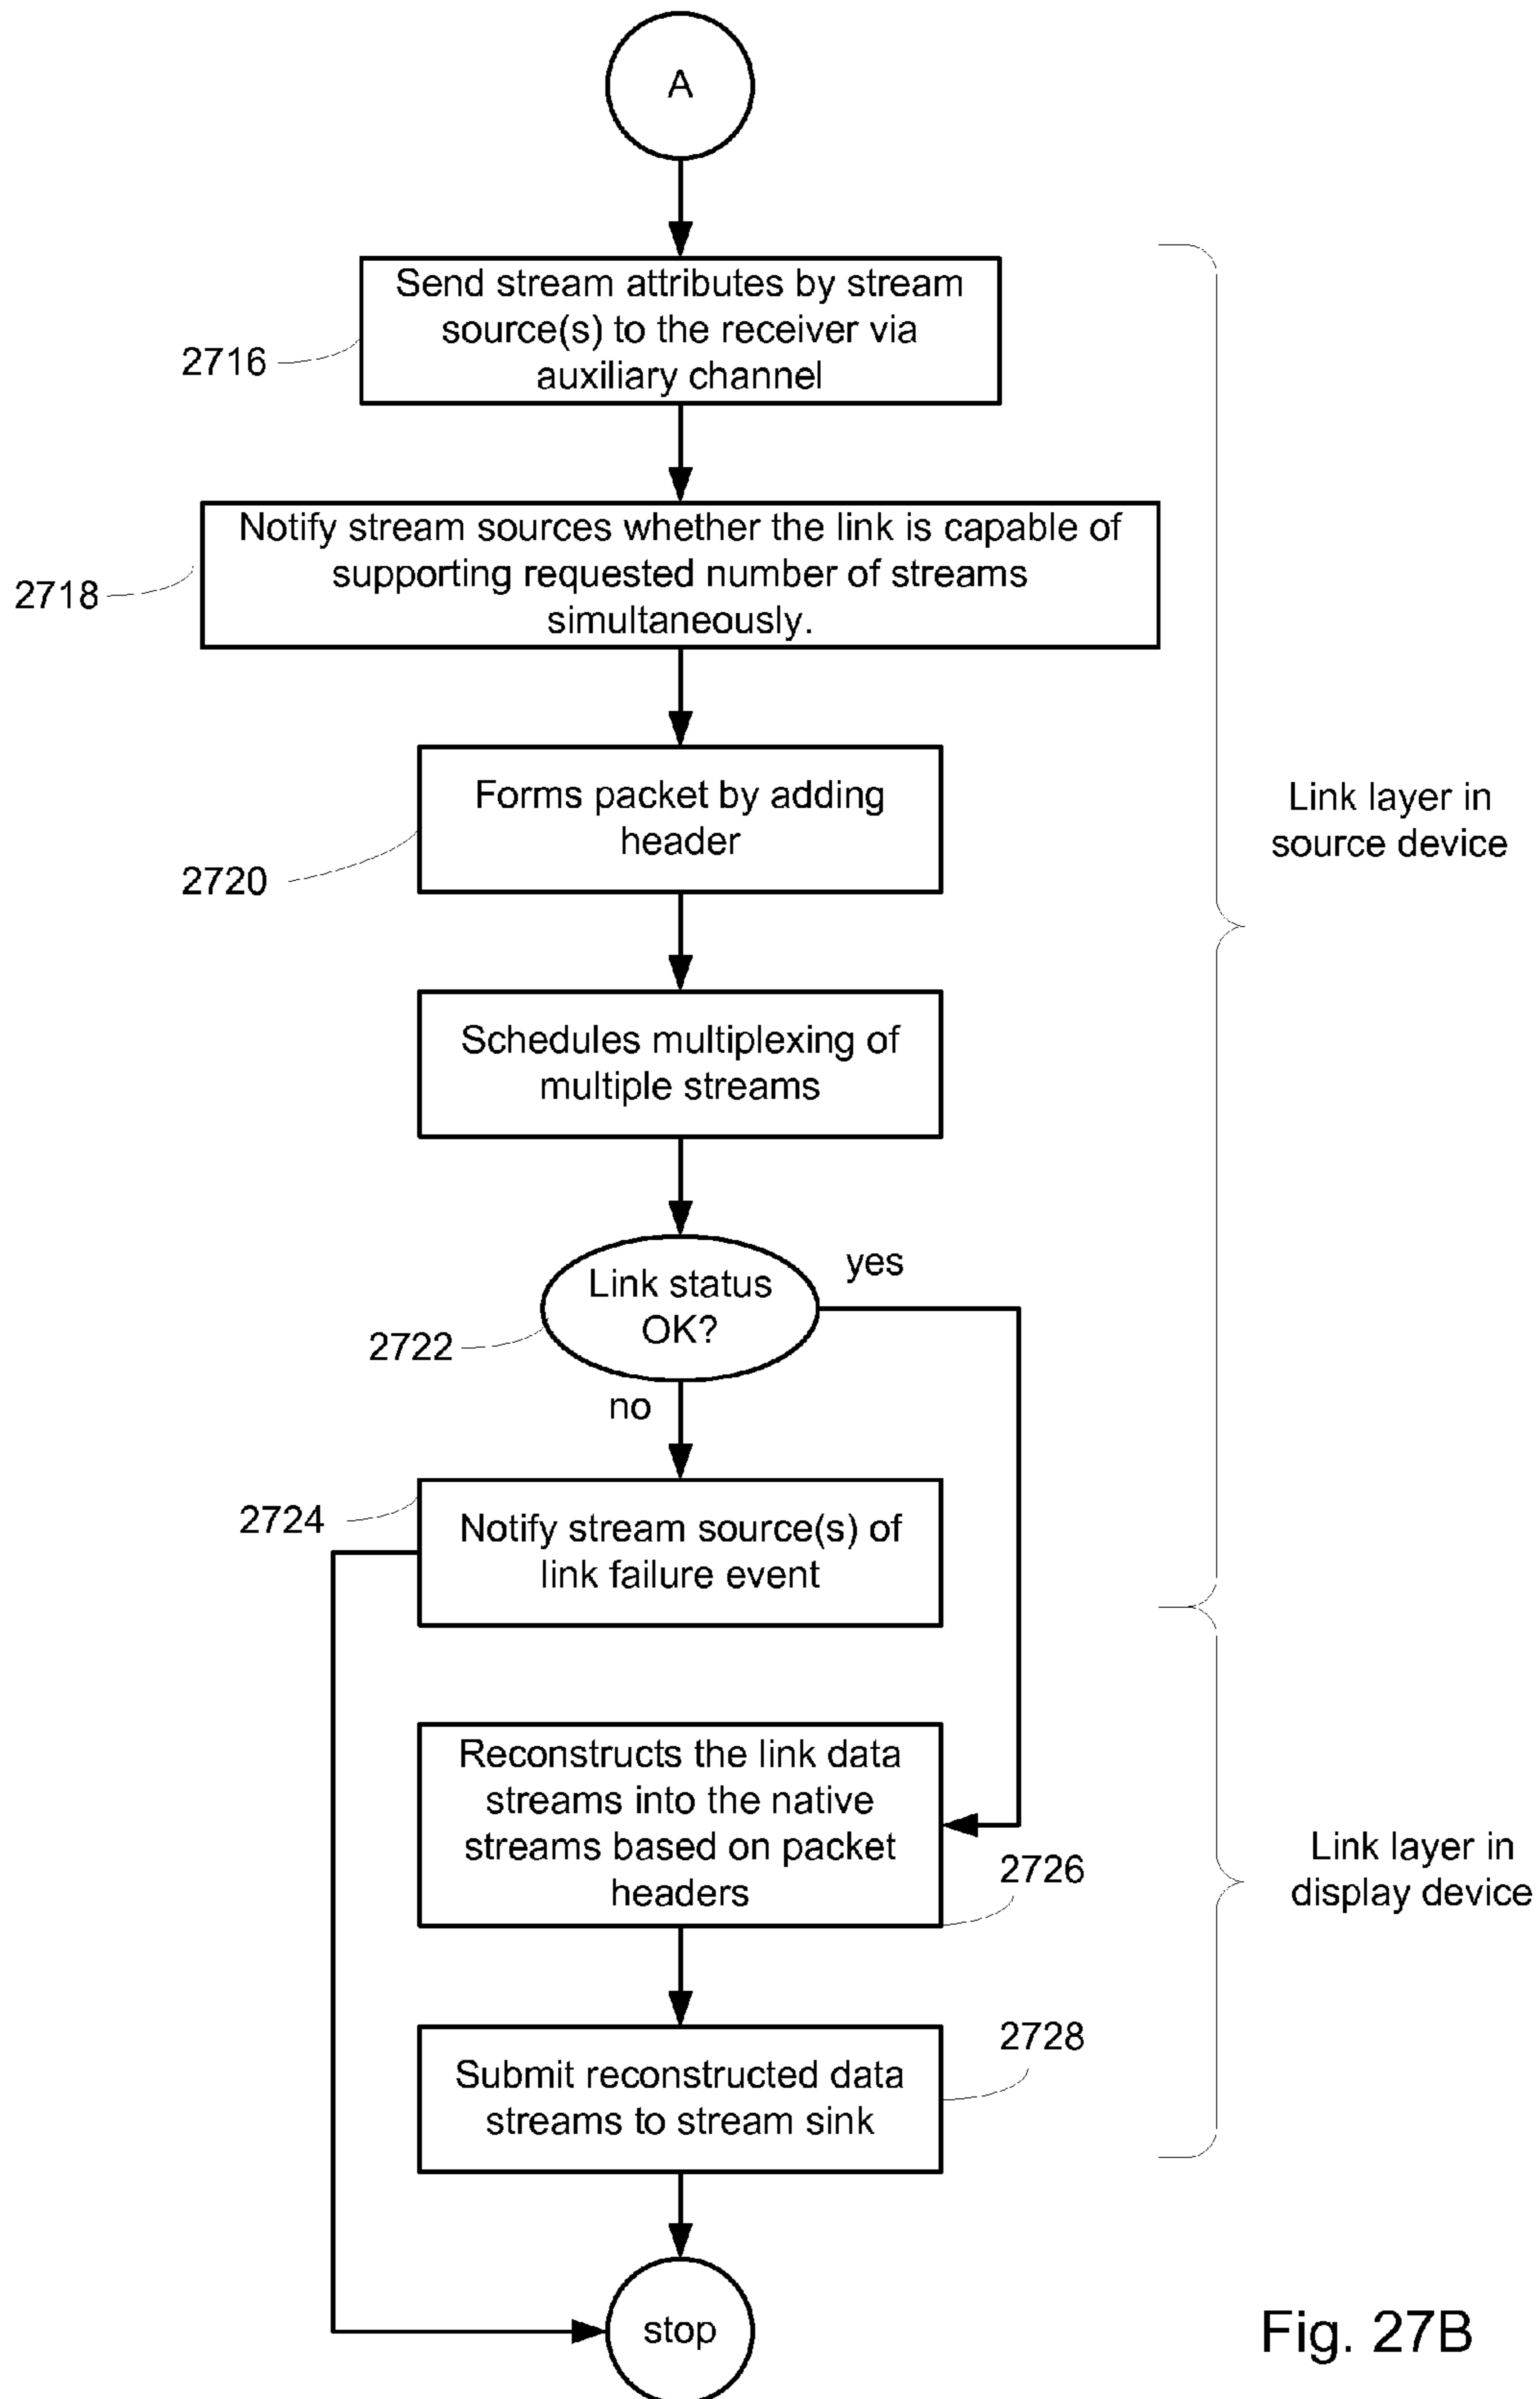 A
Send stream attributes by stream
source(s) to the receiver via
auxiliary channel
2716
Notify stream sources whether the link is capable of
supporting requested number of streams
simultaneously.
2718
Forms packet by adding
header
2720
Link layer in
source device
Schedules multiplexing of
multiple streams
Link status
OK?
yes
2722
no
2724
Notify stream source(s) of
link failure event
Reconstructs the link data
streams into the native
streams based on packet
headers
2726
Link layer in
display device
2728
Submit reconstructed data
streams to stream sink
stop
Fig. 27B